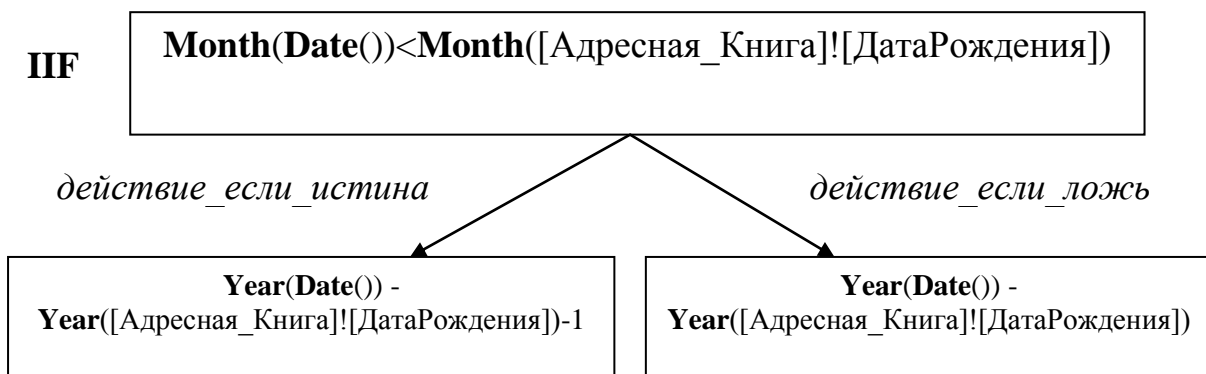 IIF
Month(Date())<Month([Адресная_Книга]![ДатаРождения])
действие_если_истина
действие_если_ложь
Year(Date()) -
Year([Адресная_Книга]![ДатаРождения])-1
Year(Date()) -
Year([Адресная_Книга]![ДатаРождения])